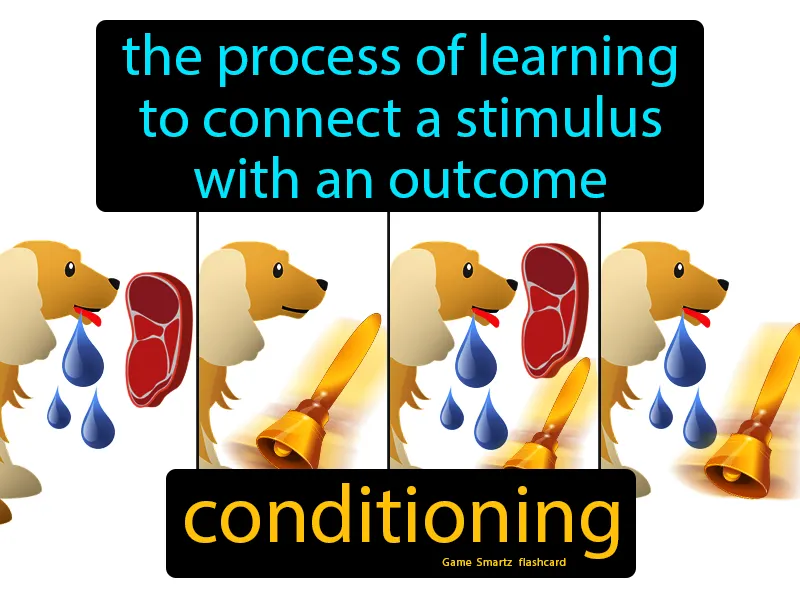 the process of learning
to connect a stimulus
with an outcome
conditioning
Game Smartz flashcard